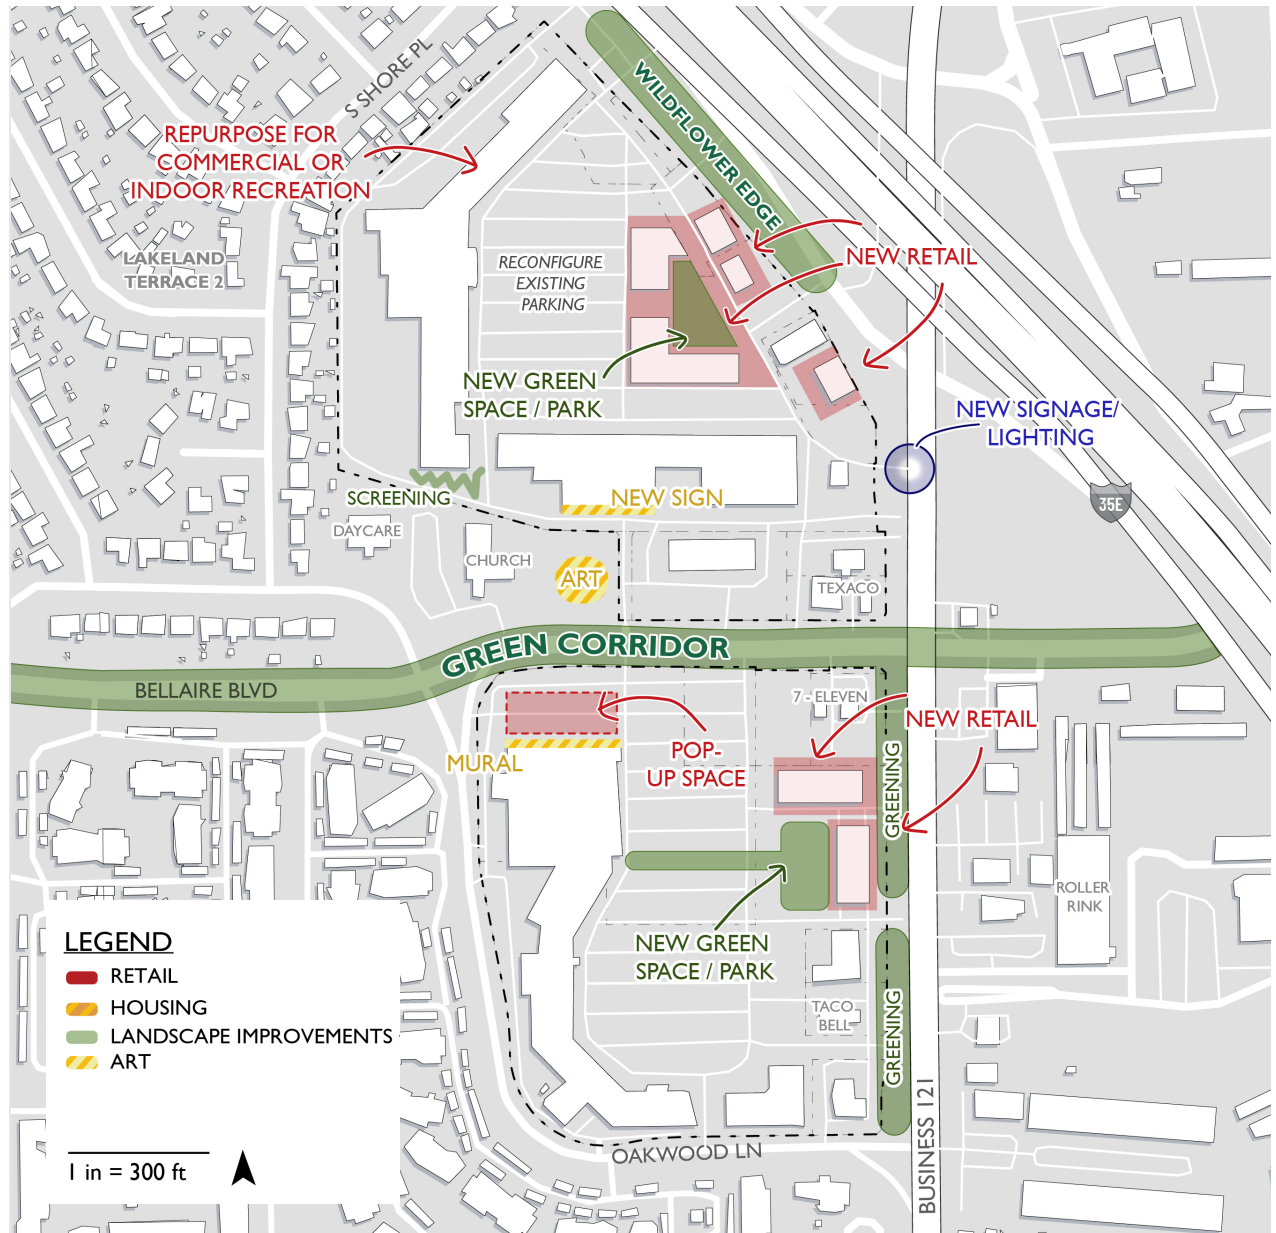 S SHORE PL
WILDFLOWER EDGE
REPURPOSE FOR
COMMERCIAL OR
INDOOR RECREATION
LAKELAND
TERRACE 2
RECONFIGURE
EXISTING
PARKING
NEW RETAIL
NEW GREEN
SPACE / PARK
NEW SIGNAGE/
LIGHTING
35E
SCREENING
NEW SIGN
DAYCARE
CHURCH
ART
TEXACO
GREEN CORRIDOR
BELLAIRE BLVD
7 - ELEVEN
NEW RETAIL
POP-
UP SPACE
MURAL
GREENING
ROLLER
RINK
NEW GREEN
SPACE / PARK
TACO
BELL
GREENING
BUSINESS 121
OAKWOOD LN
LEGEND
RETAIL
HOUSING
LANDSCAPE IMPROVEMENTS
ART
1 in = 300 ft